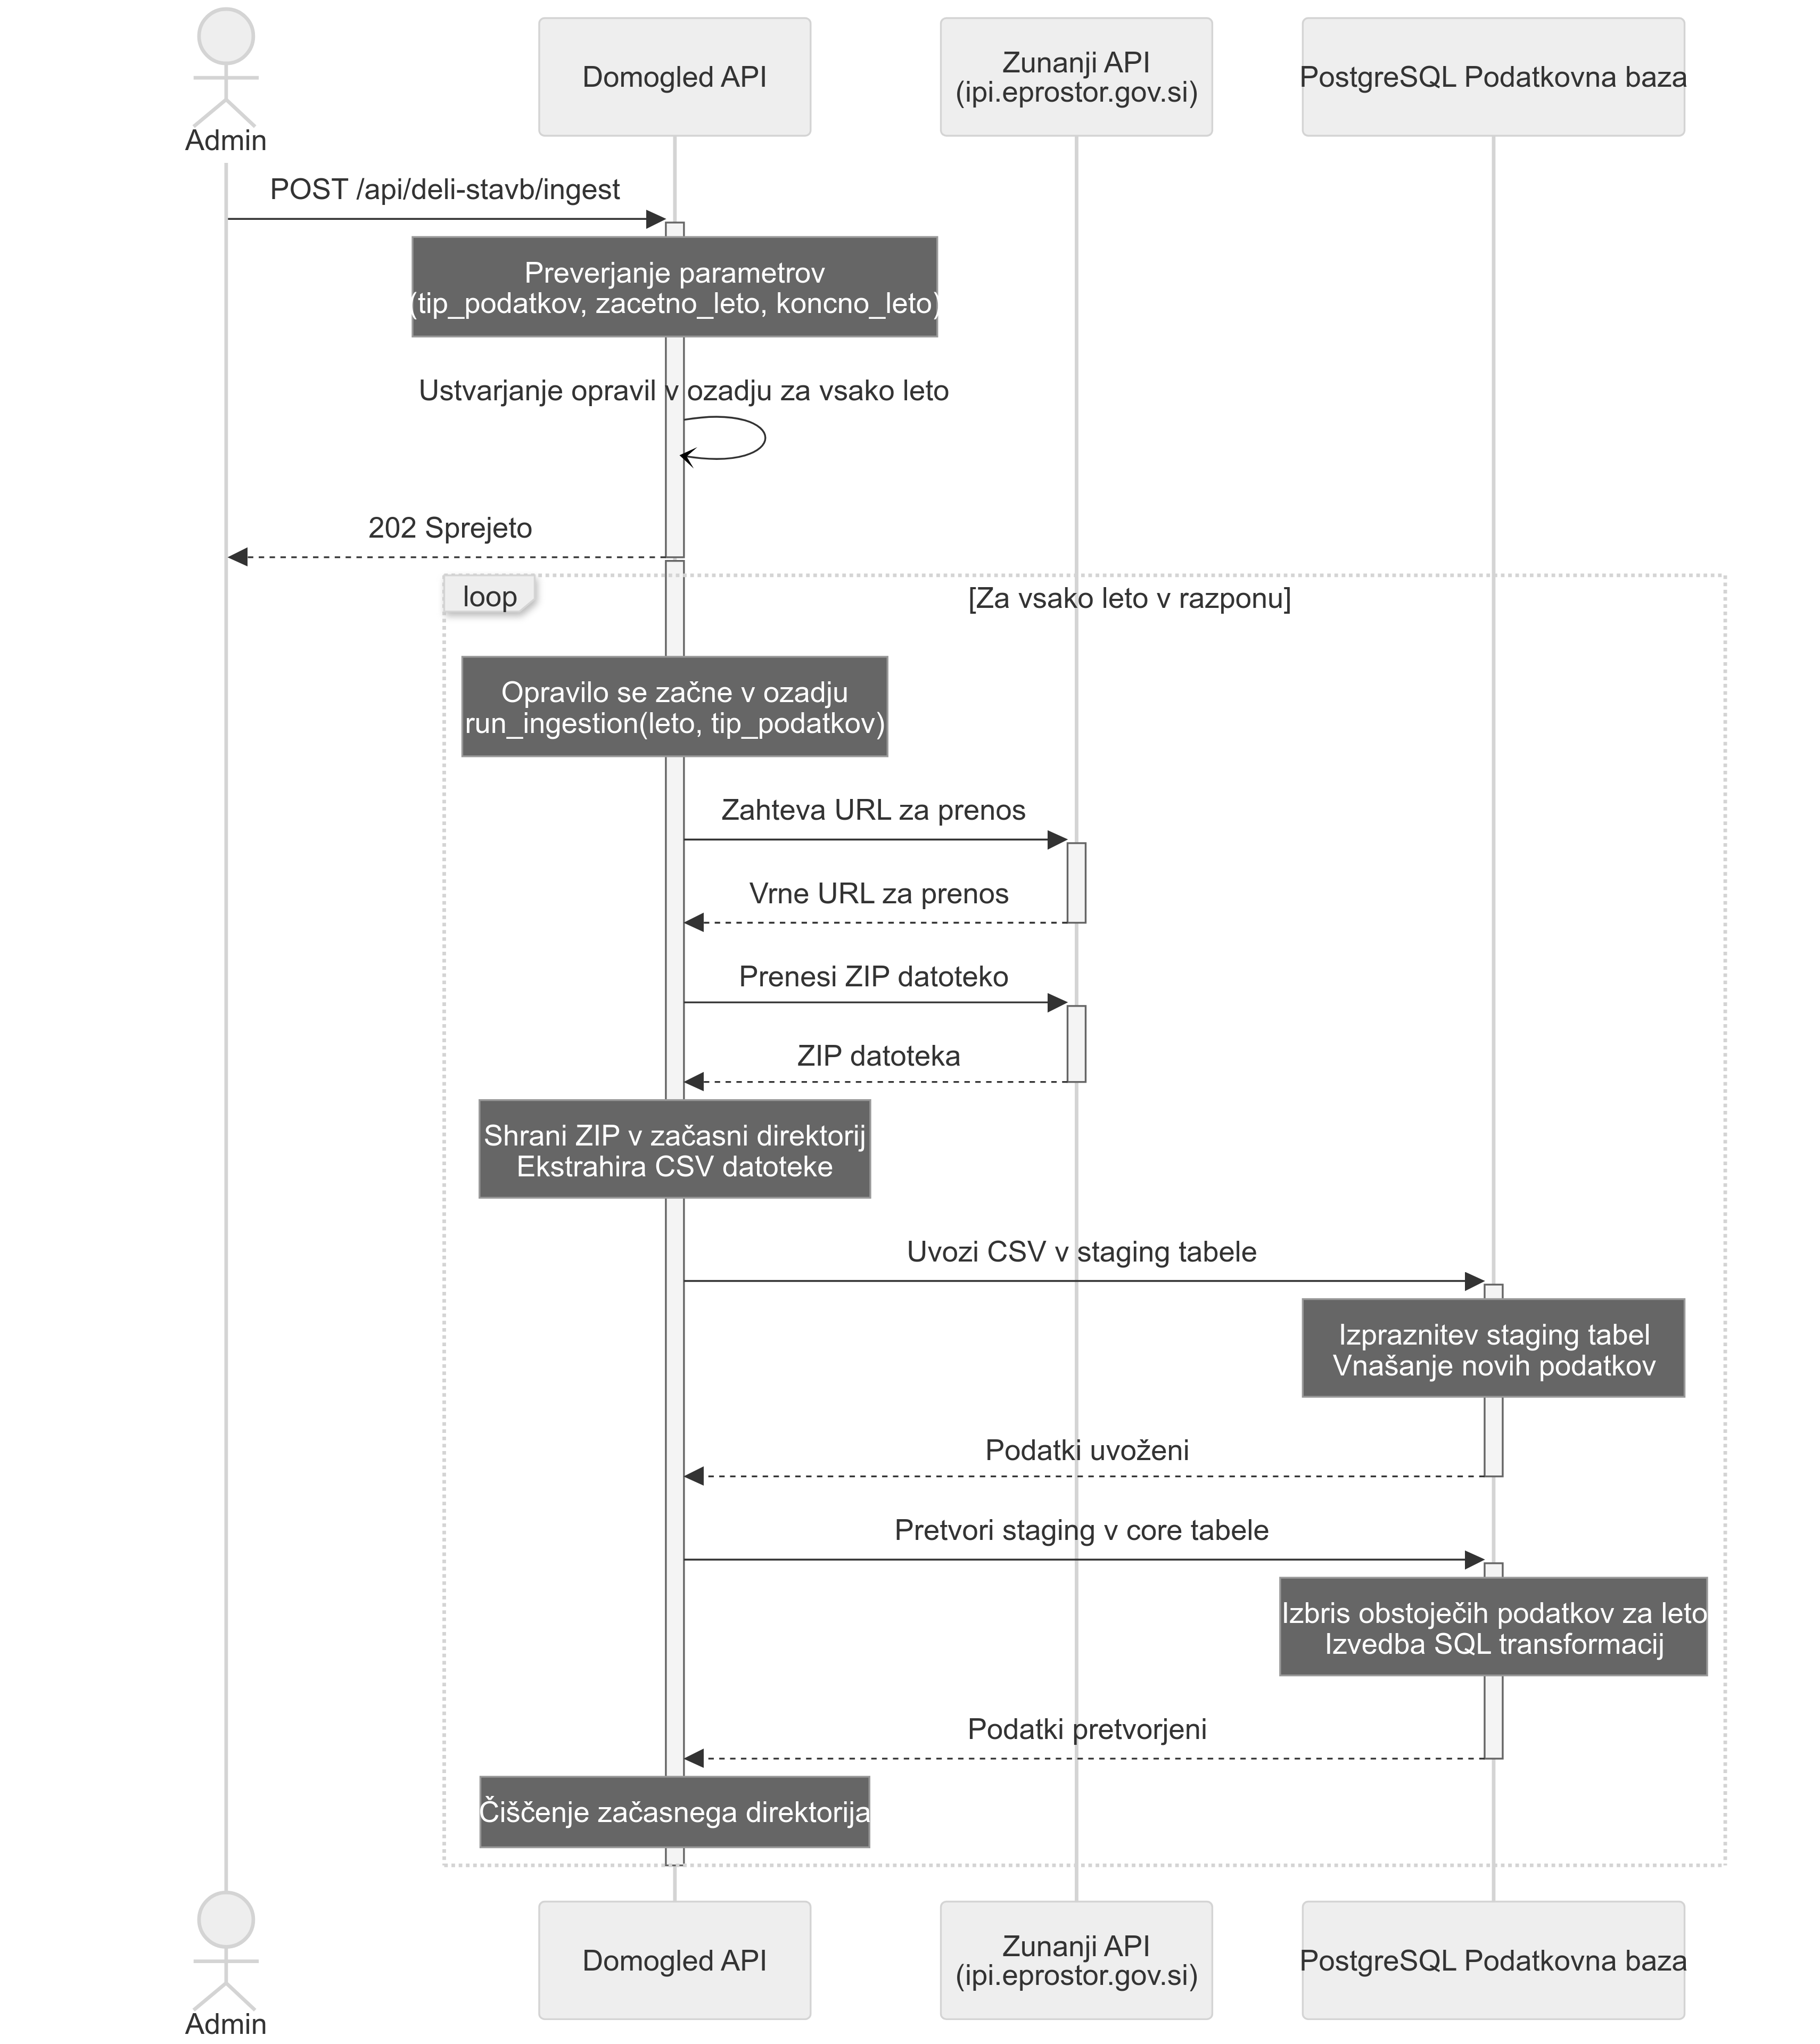 Admin
Domogled API
Zunanji API
(ipi.eprostor.gov.si)
PostgreSQL Podatkovna baza
POST /api/deli-stavb/ingest
Preverjanje parametrov
(tip_podatkov, zacetno_leto, koncno_leto)
Ustvarjanje opravil v ozadju za vsako leto
202 Sprejeto
loop
[Za vsako leto v razponu]
Opravilo se začne v ozadju
run_ingestion(leto, tip_podatkov)
Zahteva URL za prenos
Vrne URL za prenos
Prenesi ZIP datoteko
ZIP datoteka
Shrani ZIP v začasni direktorij
Ekstrahira CSV datoteke
Uvozi CSV v staging tabele
Izpraznitev staging tabel
Vnašanje novih podatkov
Podatki uvoženi
Pretvori staging v core tabele
Izbris obstoječih podatkov za leto
Izvedba SQL transformacij
Podatki pretvorjeni
Čiščenje začasnega direktorija
Admin
Domogled API
Zunanji API
(ipi.eprostor.gov.si)
PostgreSQL Podatkovna baza